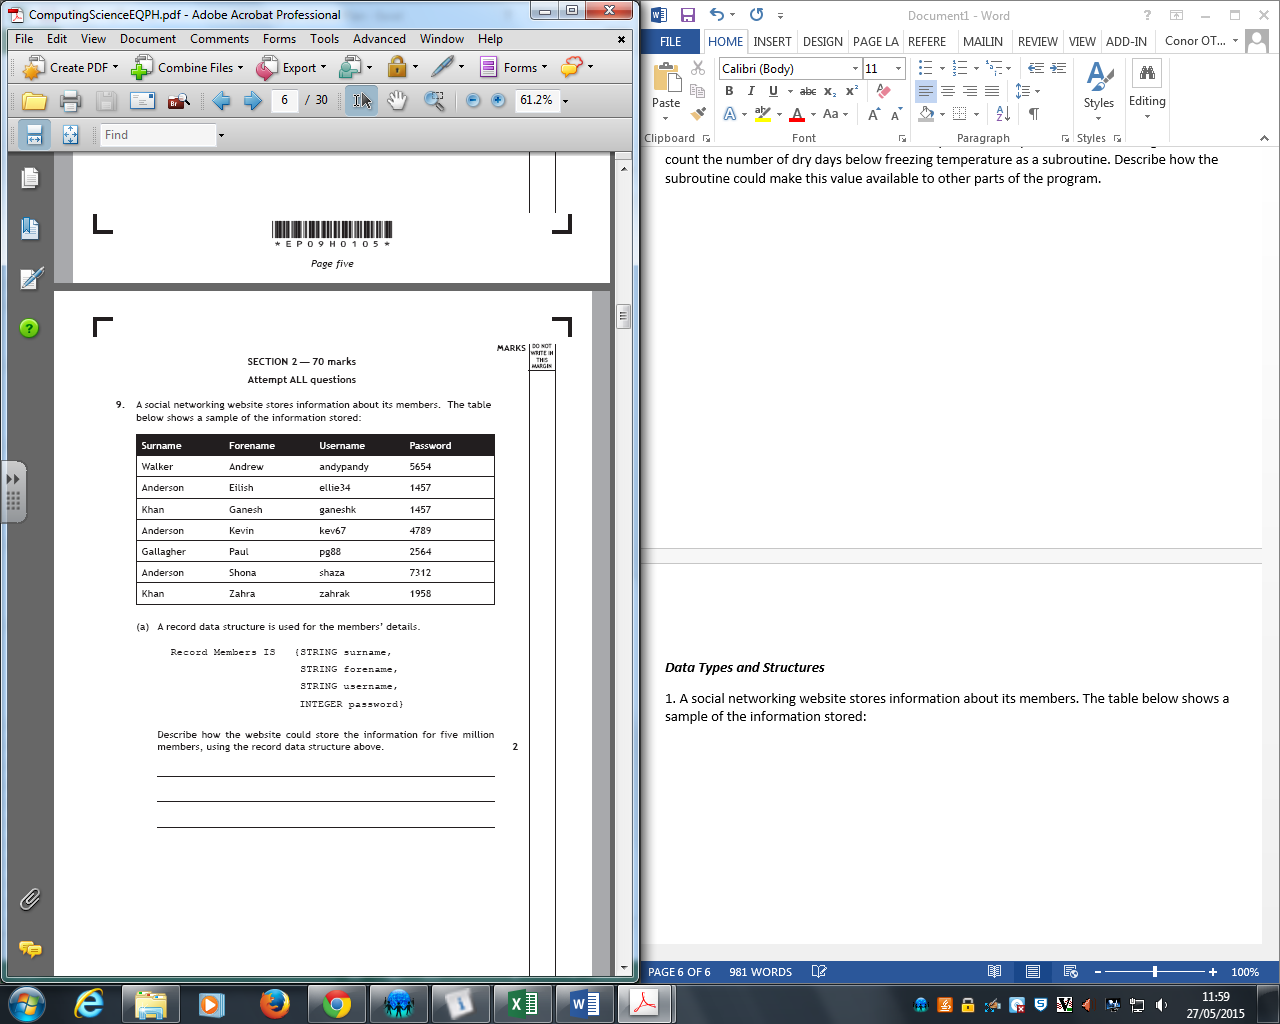 ComputingScienceEQPH.pdf - Adobe Acrobat Professional
File Edit View Document Comments Forms Tools Advanced Window Help
Create PDF Combine Files Export Forms
6 / 30 61.2%
Find
*EP09H0105*
Page five
MARKS
DO NOT
WRITE IN
THIS
MARGIN
SECTION 2 — 70 marks
Attempt ALL questions
9. A social networking website stores information about its members. The table
below shows a sample of the information stored:
Surname Forename Username Password
Walker Andrew andypandy 5654
Anderson Eilish ellie34 1457
Khan Ganesh ganeshk 1457
Anderson Kevin kev67 4789
Gallagher Paul pg88 2564
Anderson Shona shaza 7312
Khan Zahra zahrak 1958
(a) A record data structure is used for the members’ details.
Record Members IS {STRING surname,
STRING forename,
STRING username,
INTEGER password}
Describe how the website could store the information for five million
members, using the record data structure above. 2
Document1 - Word
FILE HOME INSERT DESIGN PAGE LA REFERE MAILIN REVIEW VIEW ADD-IN Conor OT...
Paste
Calibri (Body) 11
B I U abc x₂ x²
A Aa A A
Styles
Editing
Clipboard Font Paragraph Styles
count the number of dry days below freezing temperature as a subroutine. Describe how the
subroutine could make this value available to other parts of the program.
Data Types and Structures
1. A social networking website stores information about its members. The table below shows a
sample of the information stored:
PAGE 6 OF 6 981 WORDS 100%
11:59
27/05/2015